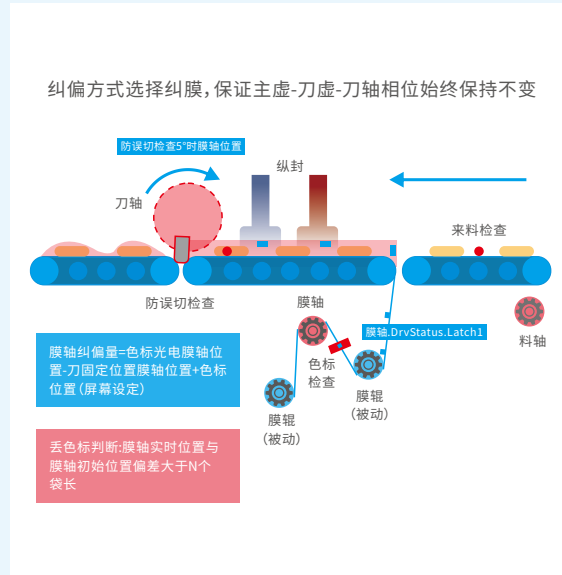 纠偏方式选择纠膜，保证主虚-刀虚-刀轴相位始终保持不变
防误切检查5°时膜轴位置
纵封
刀轴
来料检查
防误切检查
膜轴
膜轴.DrvStatus.Latch1
料轴
色标
检查
膜辊
（被动）
膜辊
（被动）
膜轴纠偏量=色标光电膜轴位
置-刀固定位置膜轴位置+色标
位置（屏幕设定）
丢色标判断:膜轴实时位置与
膜轴初始位置偏差大于N个
袋长